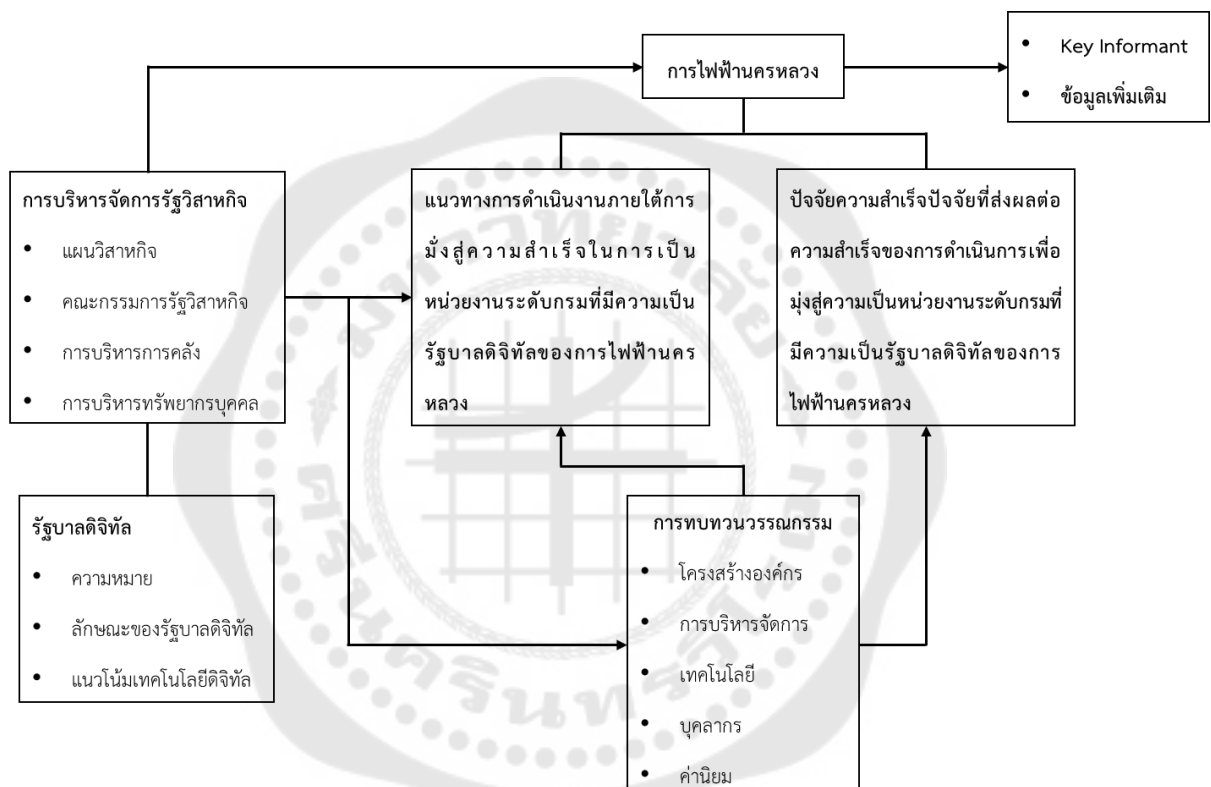 การไฟฟ้านครหลวง
• Key Informant
• ข้อมูลเพิ่มเติม
การบริหารจัดการรัฐวิสาหกิจ
• แผนวิสาหกิจ
• คณะกรรมการรัฐวิสาหกิจ
• การบริหารการคลัง
• การบริหารทรัพยากรบุคคล
แนวทางการดำเนินงานภายใต้การ
มั่งสู่ความสำเร็จในการเป็น
หน่วยงานระดับกรมที่มีความเป็น
รัฐบาลดิจิทัลของการไฟฟ้านคร
หลวง
ปัจจัยความสำเร็จปัจจัยที่ส่งผลต่อ
ความสำเร็จของการดำเนินการเพื่อ
มุ่งสู่ความเป็นหน่วยงานระดับกรมที่
มีความเป็นรัฐบาลดิจิทัลของการ
ไฟฟ้านครหลวง
รัฐบาลดิจิทัล
• ความหมาย
• ลักษณะของรัฐบาลดิจิทัล
• แนวโน้มเทคโนโลยีดิจิทัล
การทบทวนวรรณกรรม
• โครงสร้างองค์กร
• การบริหารจัดการ
• เทคโนโลยี
• บุคลากร
• ค่านิยม
มหาวิทยาลัย
ศรีนครินทรวิโรฒ